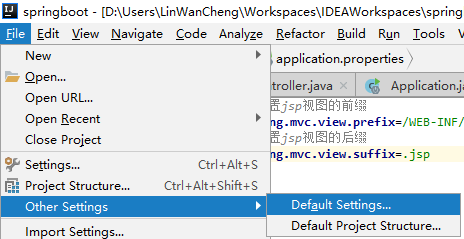 springboot - [D:\Users\LinWanCheng\Workspaces\IDEAWorkspaces\spring
File Edit View Navigate Code Analyze Refactor Build Run Tools
New
application.properties
Open...
ntroller.java × Application.j
Open URL...
置jsp视图的前缀
Open Recent
ng.mvc.view.prefix=/WEB-INF/
Close Project
置jsp视图的后缀
ng.mvc.view.suffix=.jsp
Settings... Ctrl+Alt+S
Project Structure... Ctrl+Alt+Shift+S
Other Settings
Default Settings...
Default Project Structure...
Import Settings...